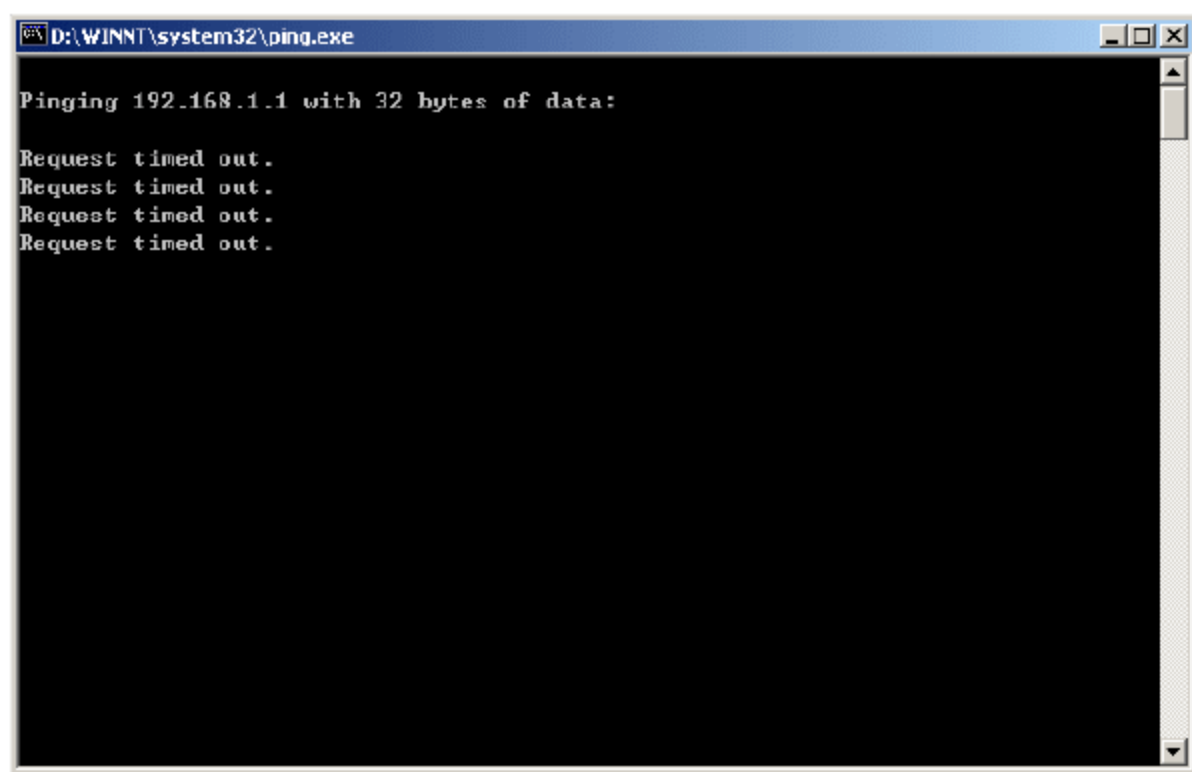 D:\WINNT\system32\ping.exe
Pinging 192.168.1.1 with 32 bytes of data:
Request timed out.
Request timed out.
Request timed out.
Request timed out.